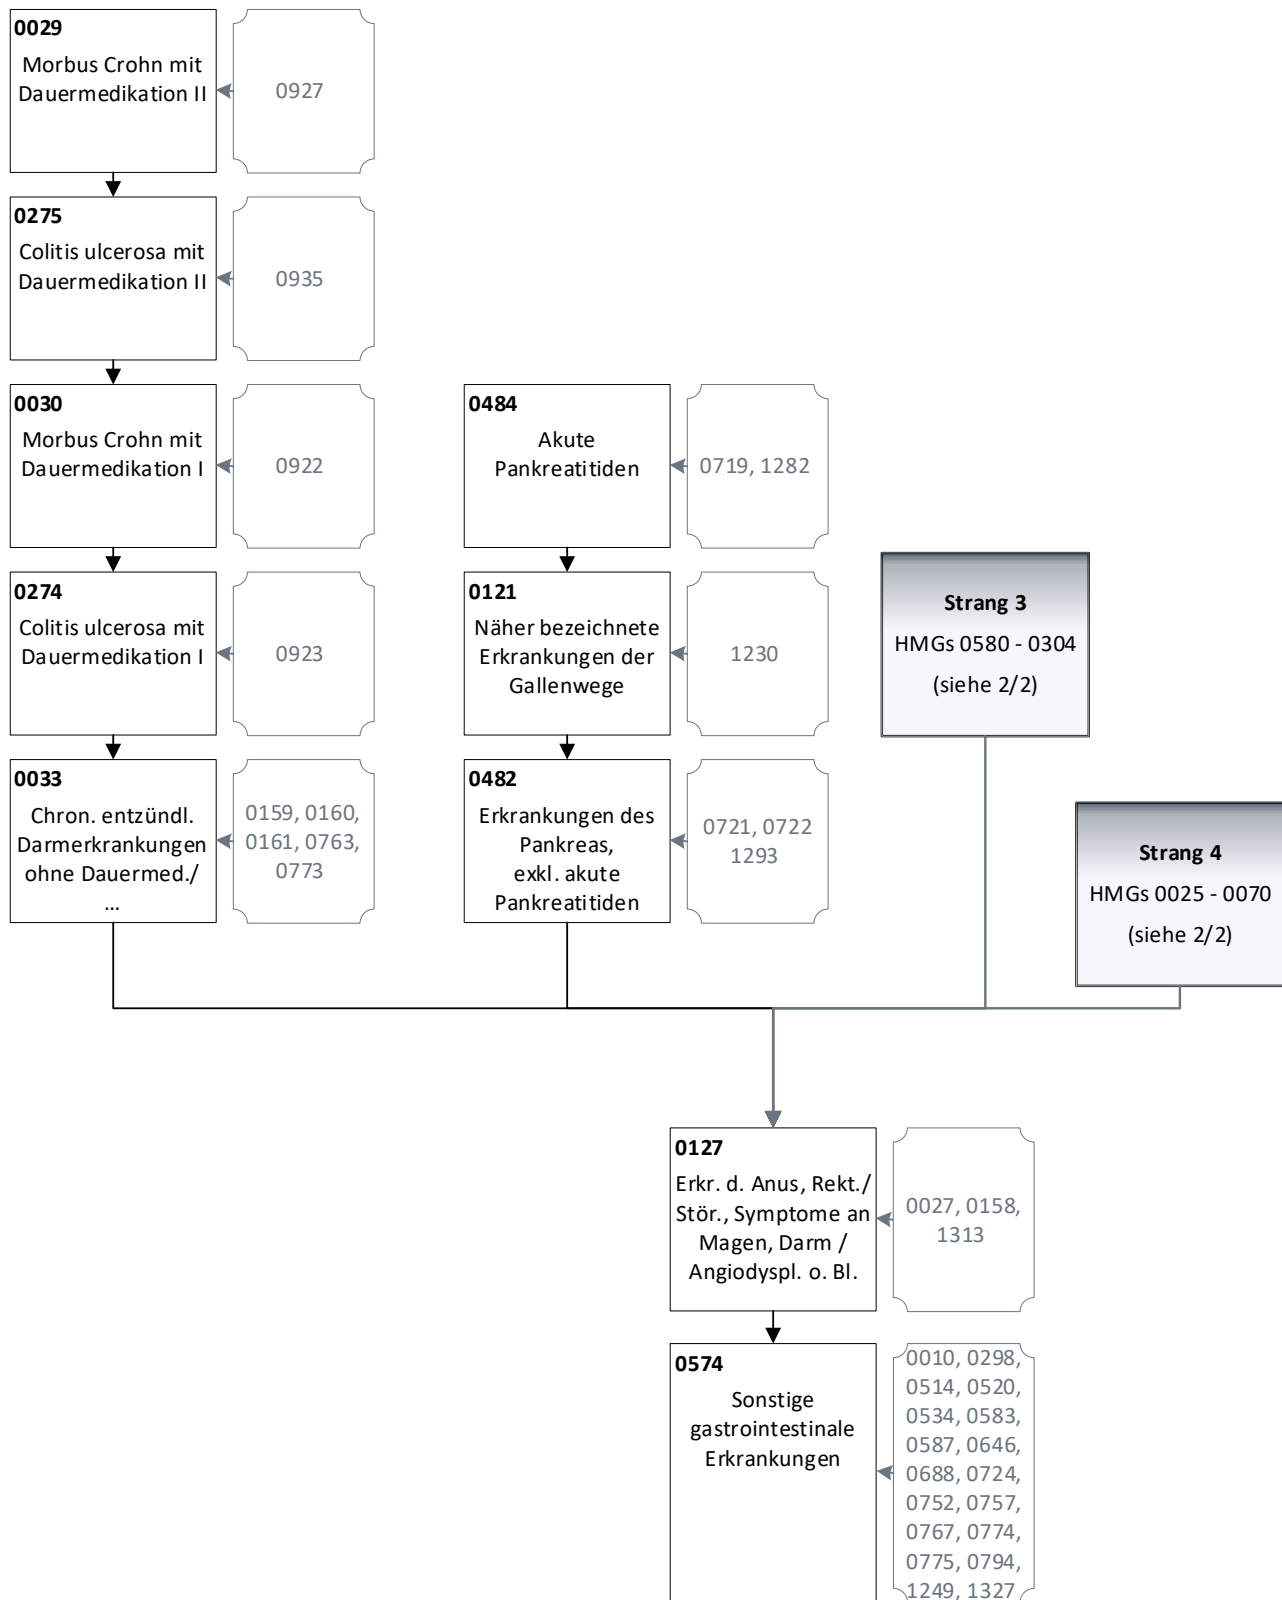 0029
Morbus Crohn mit
Dauermedikation II
0927
0275
Colitis ulcerosa mit
Dauermedikation II
0935
0030
Morbus Crohn mit
Dauermedikation I
0922
0484
Akute
Pankreatitiden
0719, 1282
0274
Colitis ulcerosa mit
Dauermedikation I
0923
0121
Näher bezeichnete
Erkrankungen der
Gallenwege
1230
Strang 3
HMGs 0580 - 0304
(siehe 2/2)
0033
Chron. entzündl.
Darmerkrankungen
ohne Dauermed./
...
0159, 0160,
0161, 0763,
0773
0482
Erkrankungen des
Pankreas,
exkl. akute
Pankreatitiden
0721, 0722
1293
Strang 4
HMGs 0025 - 0070
(siehe 2/2)
0127
Erkr. d. Anus, Rekt./
Stör., Symptome an
Magen, Darm /
Angiodyspl. o. Bl.
0027, 0158,
1313
0574
Sonstige
gastrointestinale
Erkrankungen
0010, 0298,
0514, 0520,
0534, 0583,
0587, 0646,
0688, 0724,
0752, 0757,
0767, 0774,
0775, 0794,
1249, 1327